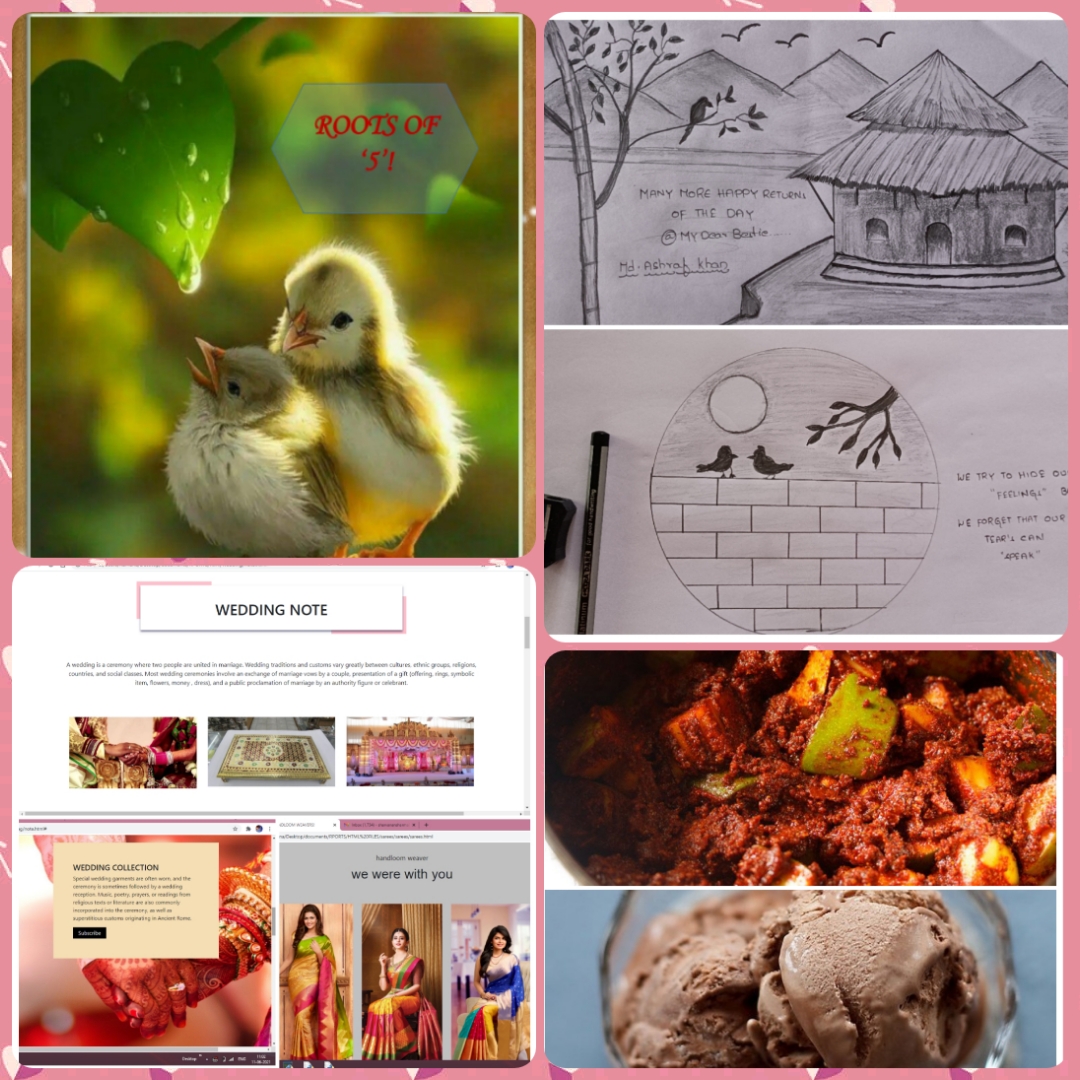 ROOTS OF
‘5’!
MANY MORE HAPPY RETURNS
OF THE DAY
@ MY Dear Bestie......
Md. Ashraf khan
WE TRY TO HIDE
"FEELINGS"
WE FORGET THAT OUR
TEAR'S CAN
"SPEAK"
WEDDING NOTE
A wedding is a ceremony where two people are united in marriage. Wedding traditions and customs vary greatly between cultures, ethnic groups, religions,
countries, and social classes. Most wedding ceremonies involve an exchange of marriage vows by a couple, presentation of a gift (offering, rings, symbolic
item, flowers, money , dress), and a public proclamation of marriage by an authority figure or celebrant.
WEDDING COLLECTION
Special wedding garments are often worn, and the
ceremony is sometimes followed by a wedding
reception. Music, poetry, prayers, or readings from
religious texts or literature are also commonly
incorporated into the ceremony, as well as
superstitious customs originating in Ancient Rome.
Subscribe
Desktop
handloom weaver
we were with you